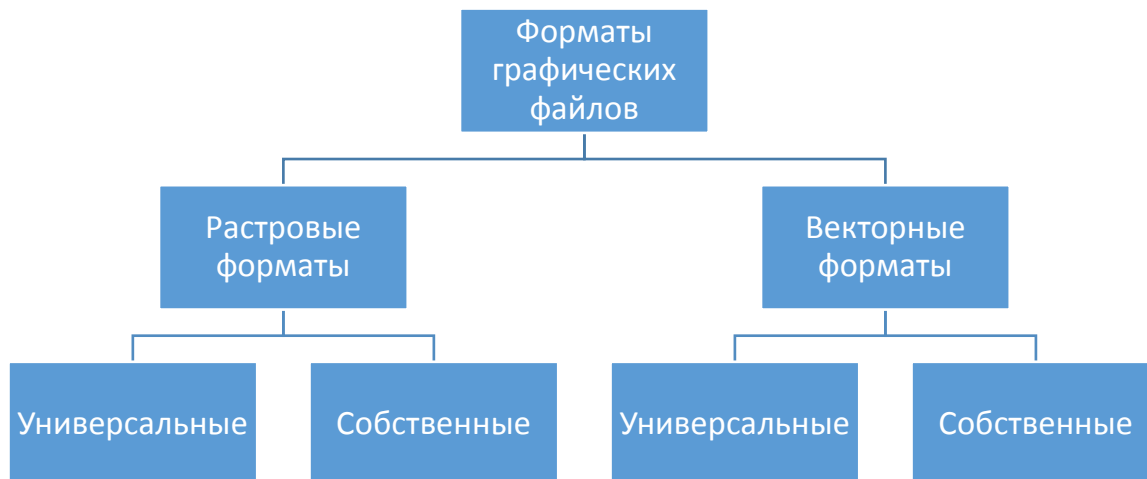 Форматы
графических
файлов
Растровые
форматы
Векторные
форматы
Универсальные
Собственные
Универсальные
Собственные